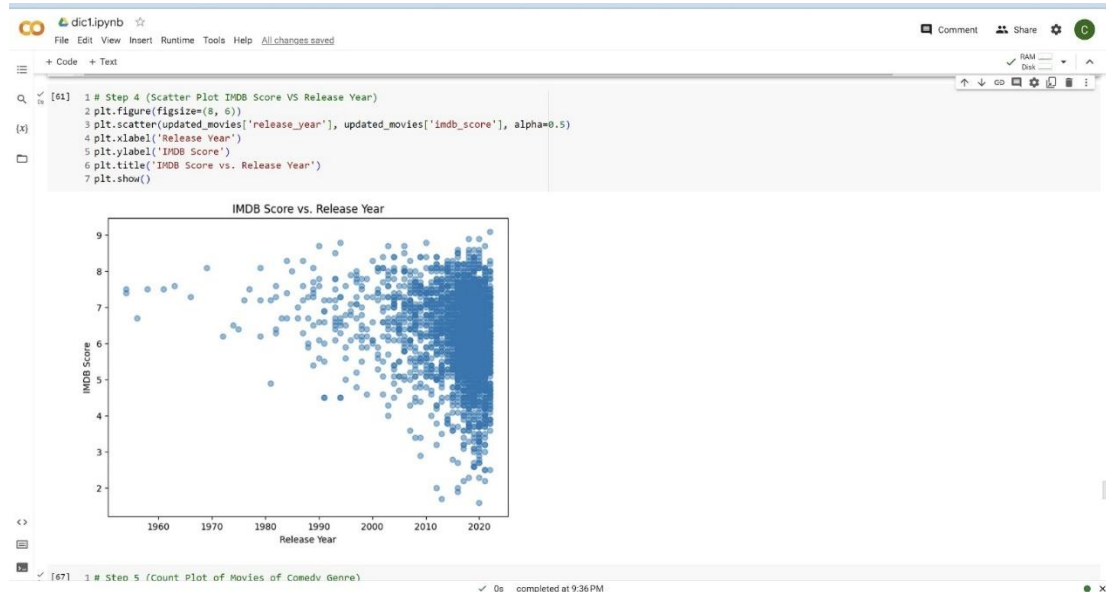 CO
dic1.ipynb
File Edit View Insert Runtime Tools Help All changes saved
Comment Share C
+ Code + Text
RAM
Disk
{x}
[61] 1 # Step 4 (Scatter Plot IMDB Score VS Release Year)
0s 2 plt.figure(figsize=(8, 6))
3 plt.scatter(updated_movies['release_year'], updated_movies['imdb_score'], alpha=0.5)
4 plt.xlabel('Release Year')
5 plt.ylabel('IMDB Score')
6 plt.title('IMDB Score vs. Release Year')
7 plt.show()
IMDB Score vs. Release Year
9
8
7
6
5
4
3
2
IMDB Score
1960 1970 1980 1990 2000 2010 2020
Release Year
[67] 1 # Step 5 (Count Plot of Movies of Comedy Genre)
0s completed at 9:36 PM